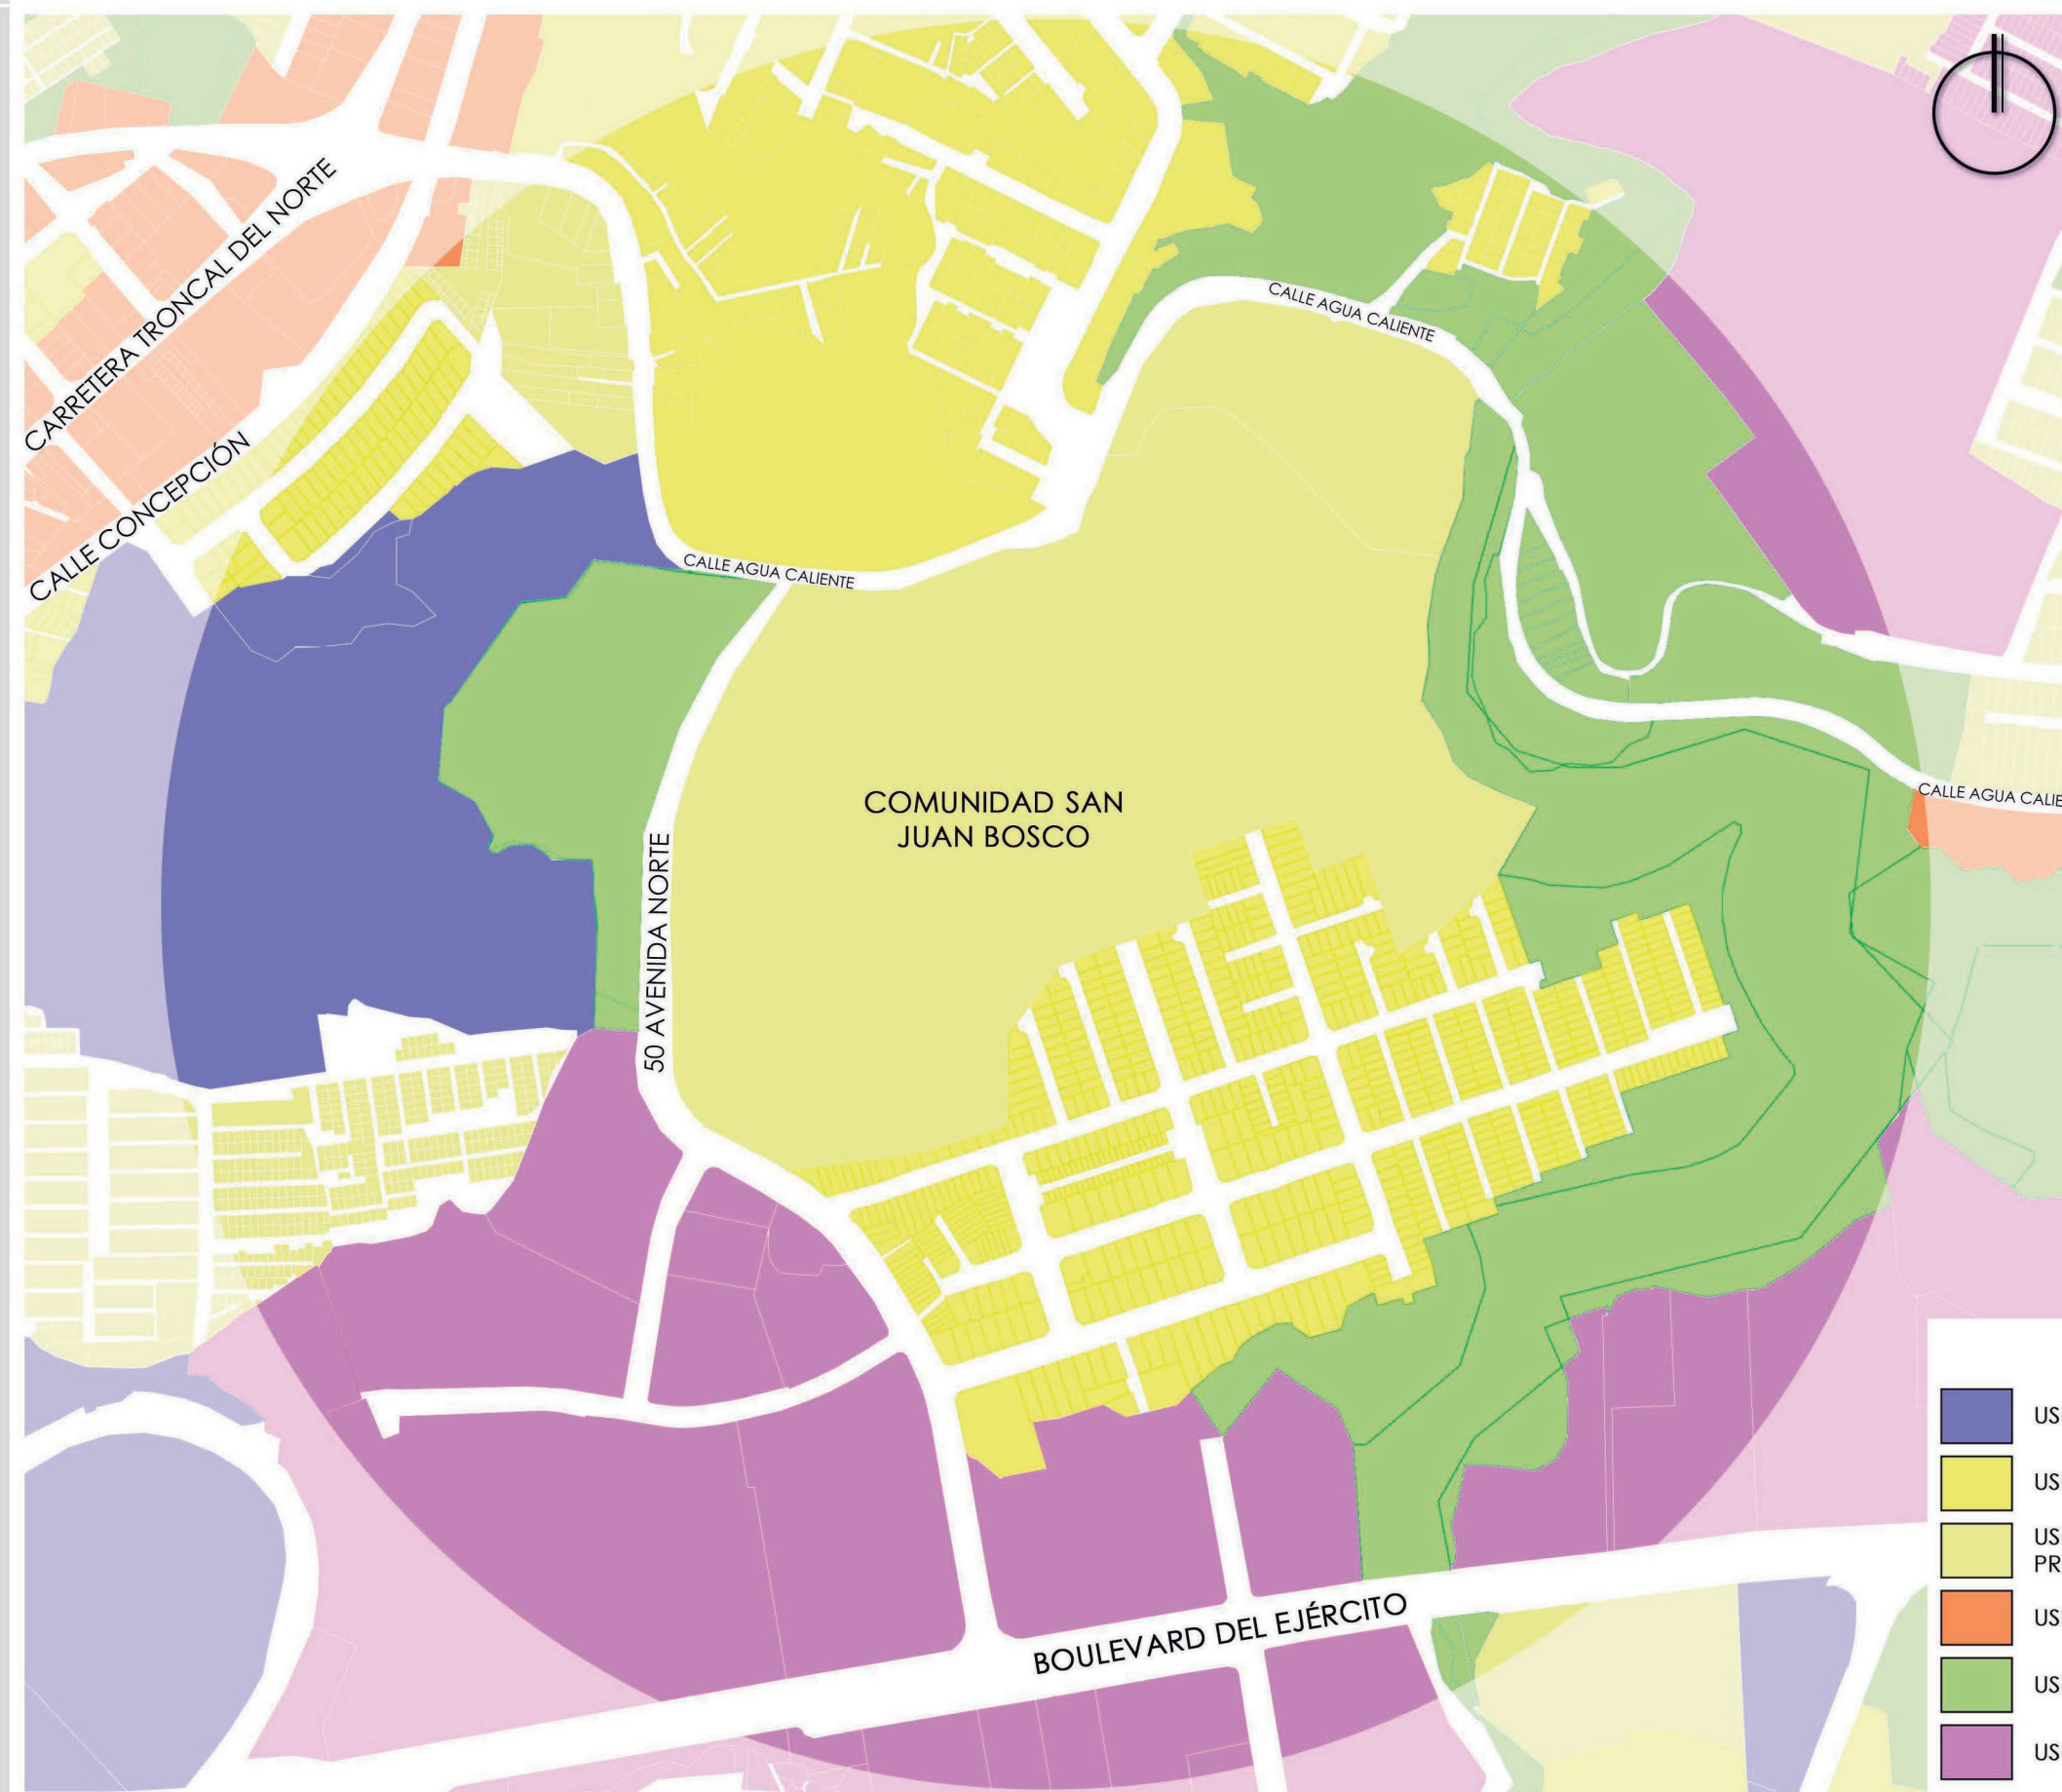 CARRETERA TRONCAL DEL NORTE
CALLE CONCEPCIÓN
CALLE AGUA CALIENTE
CALLE AGUA CALIENTE
COMUNIDAD SAN
JUAN BOSCO
CALLE AGUA CALIE
50 AVENIDA NORTE
BOULEVARD DEL EJÉRCITO
US
US
US
PR
US
US
US